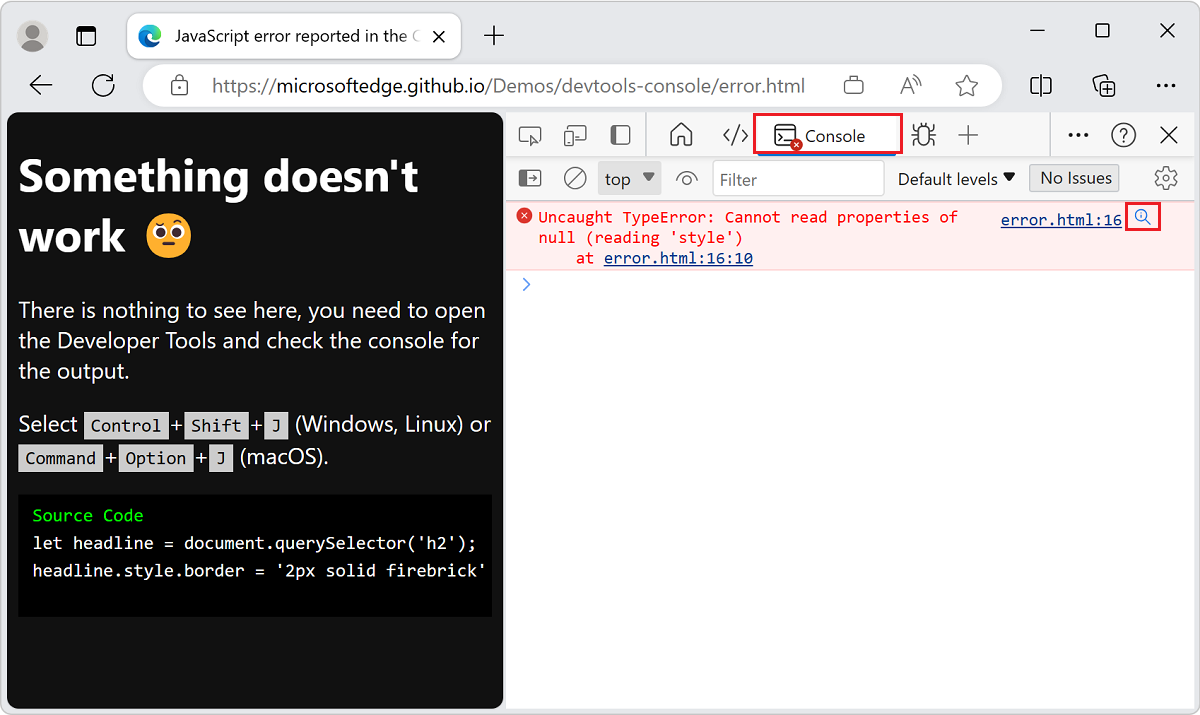 JavaScript error reported in the C
https://microsoftedge.github.io/Demos/devtools-console/error.html
Something doesn't
work
There is nothing to see here, you need to open
the Developer Tools and check the console for
the output.
Select Control+Shift+J (Windows, Linux) or
Command+Option+J (macOS).
Source Code
let headline = document.querySelector('h2');
headline.style.border = '2px solid firebrick'
Console
top
Filter
Default levels
No Issues
Uncaught TypeError: Cannot read properties of error.html:16
null (reading 'style')
at error.html:16:10